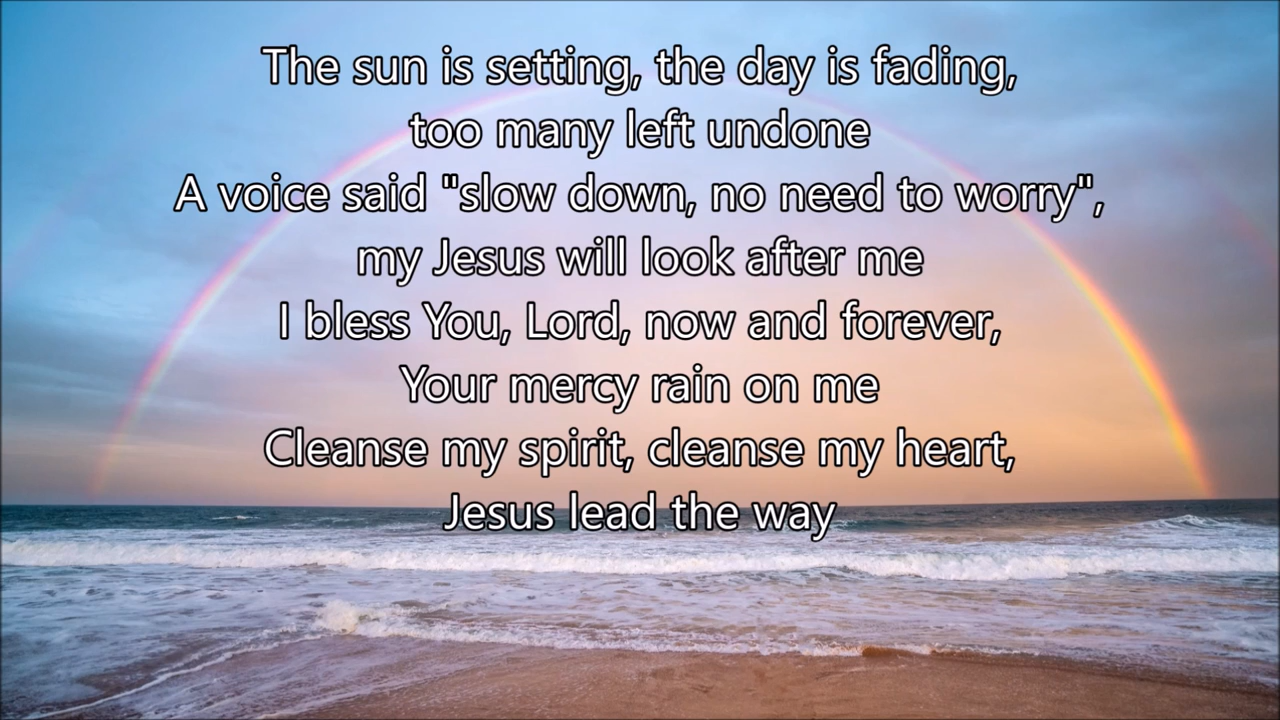 The sun is setting, the day is fading,
too many left undone
A voice said "slow down, no need to worry",
my Jesus will look after me
I bless You, Lord, now and forever,
Your mercy rain on me
Cleanse my spirit, cleanse my heart,
Jesus lead the way